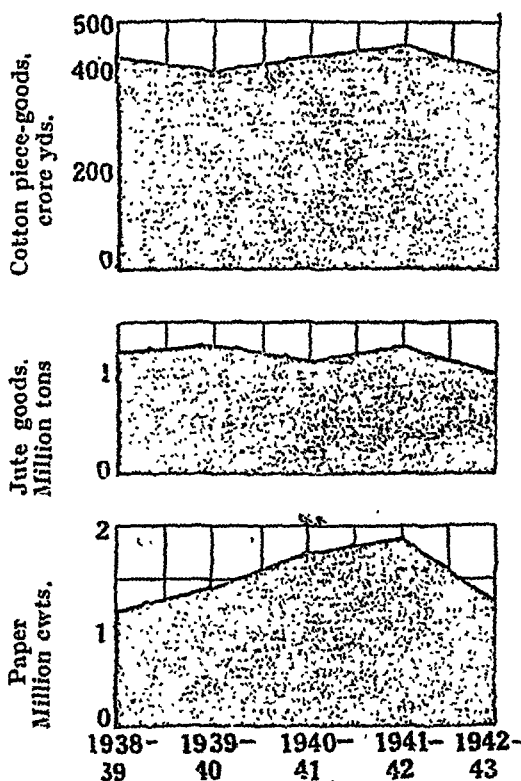 Cotton piece-goods,
crore yds.
500
400
200
0
Jute goods.
Million tons
1
0
Paper
Million cwts.
2
1
0
1938- 1939- 1940- 1941- 1942-
39 40 41 42 43